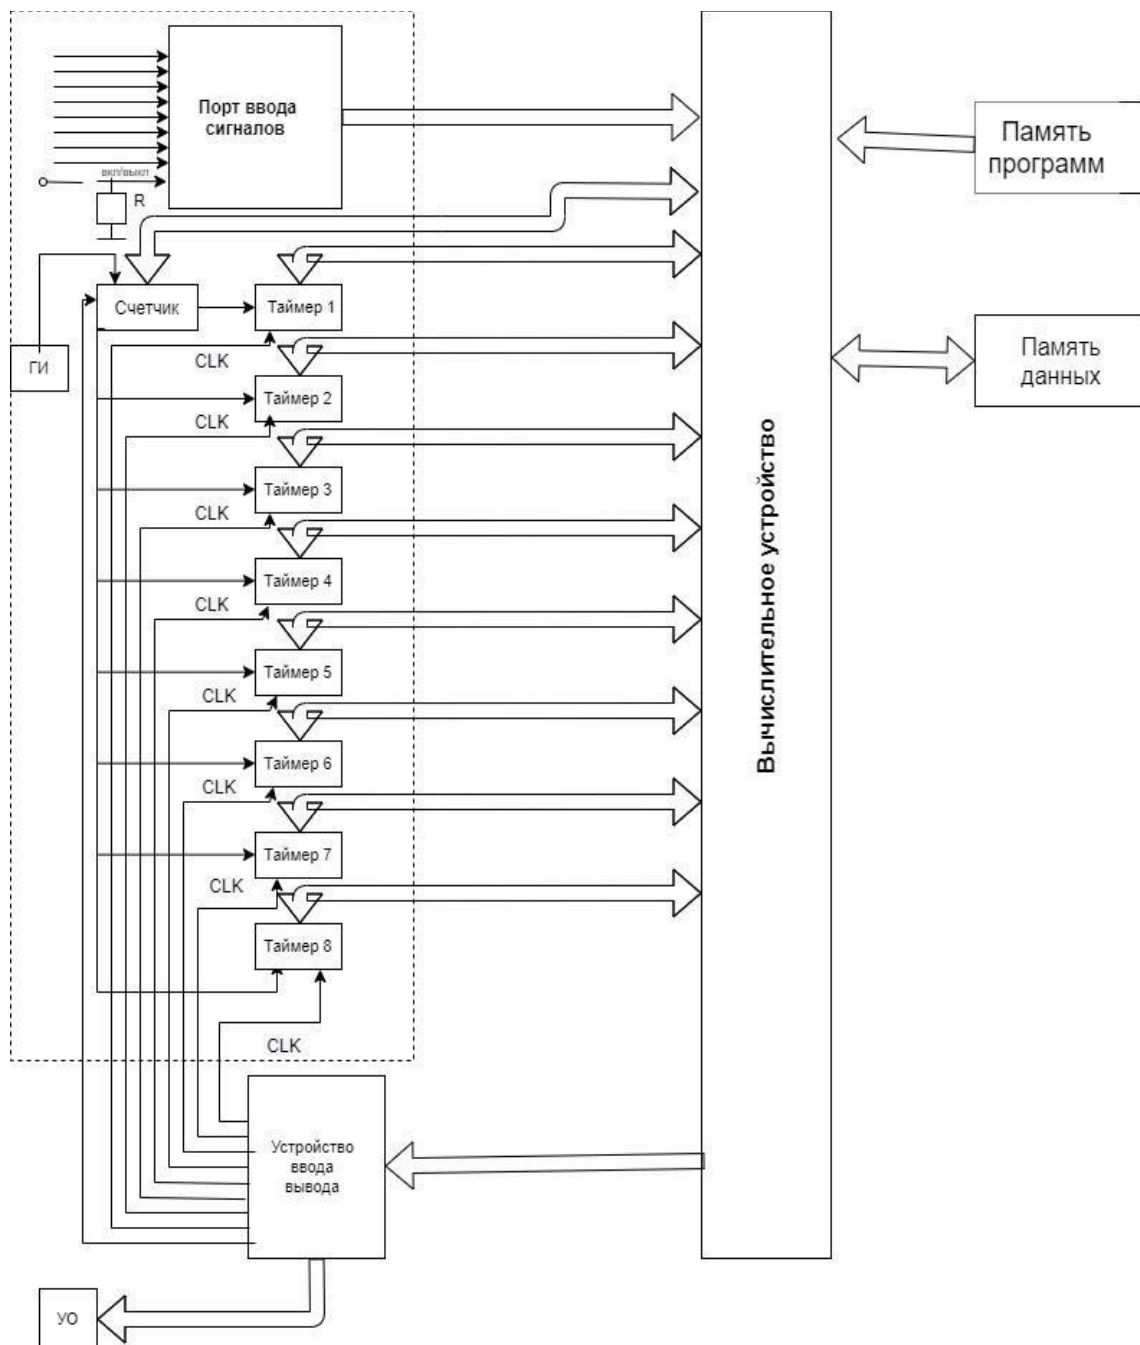 Порт ввода
сигналов
вкл/выкл
R
Память
программ
Счетчик
Таймер 1
ГИ
CLK
Таймер 2
CLK
Таймер 3
CLK
Таймер 4
CLK
Таймер 5
CLK
Таймер 6
CLK
Таймер 7
CLK
Таймер 8
CLK
Память
данных
Вычислительное устройство
Устройство
ввода
вывода
УО